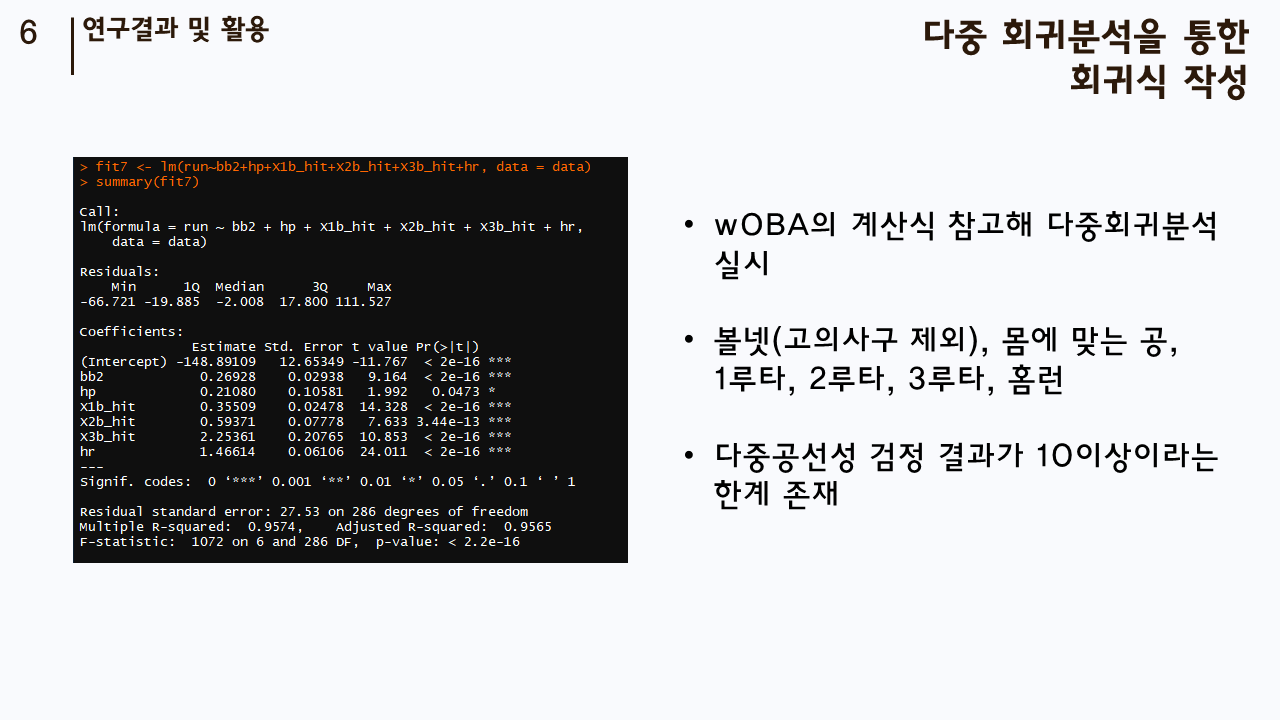 6
연구결과 및 활용
다중 회귀분석을 통한
회귀식 작성
> fit7 <- lm(run~bb2+hp+X1b_hit+X2b_hit+X3b_hit+hr, data = data)
> summary(fit7)
Call:
lm(formula = run ~ bb2 + hp + X1b_hit + X2b_hit + X3b_hit + hr,
    data = data)
Residuals:
    Min      1Q  Median      3Q     Max
-66.721 -19.885  -2.008  17.800 111.527
Coefficients:
              Estimate Std. Error t value Pr(>|t|)
(Intercept) -148.89109   12.65349 -11.767  < 2e-16 ***
bb2            0.26928    0.02938   9.164  < 2e-16 ***
hp             0.21080    0.10581   1.992   0.0473 *
X1b_hit        0.35509    0.02478  14.328  < 2e-16 ***
X2b_hit        0.59371    0.07778   7.633 3.44e-13 ***
X3b_hit        2.25361    0.20765  10.853  < 2e-16 ***
hr             1.46614    0.06106  24.011  < 2e-16 ***
---
Signif. codes:  0 ‘***’ 0.001 ‘**’ 0.01 ‘*’ 0.05 ‘.’ 0.1 ‘ ’ 1
Residual standard error: 27.53 on 286 degrees of freedom
Multiple R-squared:  0.9574,    Adjusted R-squared:  0.9565
F-statistic:  1072 on 6 and 286 DF,  p-value: < 2.2e-16
• wOBA의 계산식 참고해 다중회귀분석
실시
• 볼넷(고의사구 제외), 몸에 맞는 공,
1루타, 2루타, 3루타, 홈런
• 다중공선성 검정 결과가 10이상이라는
한계 존재